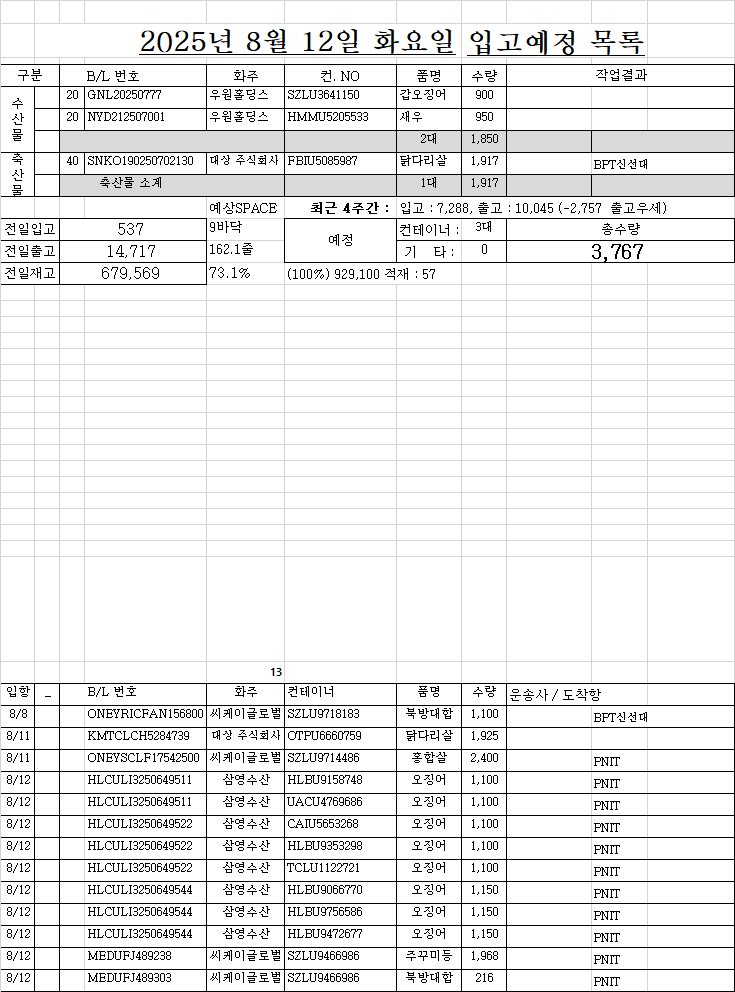 2025년 8월 12일 화요일 입고예정 목록
구분 B/L 번호 화주 컨. NO 품명 수량 작업결과
수산물 20 GNL20250777 우원홀딩스 SZLU3641150 갑오징어 900
20 NYD212507001 우원홀딩스 HMMU5205533 새우 950
2대 1,850
축산물 40 SNKO190250702130 대상 주식회사 FBIU5085987 닭다리살 1,917 BPT신선대
축산물 소계 1대 1,917
예상SPACE 최근 4주간 : 입고 : 7,288, 출고 : 10,045 (-2,757 출고우세)
전일입고 537 9바닥 예정 컨테이너 : 3대 총수량
전일출고 14,717 162.1줄 기 타 : 0 3,767
전일재고 679,569 73.1% (100%) 929,100 적재 : 57
13
입항 _ B/L 번호 화주 컨테이너 품명 수량 운송사 / 도착항
8/8 ONEYRICFAN156800 씨케이글로벌 SZLU9718183 북방대합 1,100 BPT신선대
8/11 KMTCLCH5284739 대상 주식회사 OTPU6660759 닭다리살 1,925
8/11 ONEYSCLF17542500 씨케이글로벌 SZLU9714486 홍합살 2,400 PNIT
8/12 HLCULI3250649511 삼영수산 HLBU9158748 오징어 1,100 PNIT
8/12 HLCULI3250649511 삼영수산 UACU4769686 오징어 1,100 PNIT
8/12 HLCULI3250649522 삼영수산 CAIU5653268 오징어 1,100 PNIT
8/12 HLCULI3250649522 삼영수산 HLBU9353298 오징어 1,100 PNIT
8/12 HLCULI3250649522 삼영수산 TCLU1122721 오징어 1,100 PNIT
8/12 HLCULI3250649544 삼영수산 HLBU9066770 오징어 1,150 PNIT
8/12 HLCULI3250649544 삼영수산 HLBU9756586 오징어 1,150 PNIT
8/12 HLCULI3250649544 삼영수산 HLBU9472677 오징어 1,150 PNIT
8/12 MEDUFJ489238 씨케이글로벌 SZLU9466986 주꾸미등 1,968 PNIT
8/12 MEDUFJ489303 씨케이글로벌 SZLU9466986 북방대합 216 PNIT